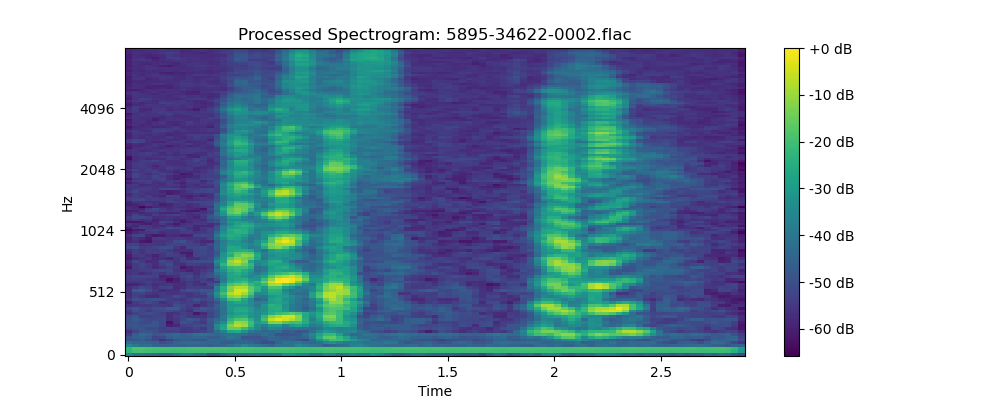 Processed Spectrogram: 5895-34622-0002.flac
Hz
4096
2048
1024
512
0
0
0.5
1
1.5
2
2.5
Time
+0 dB
-10 dB
-20 dB
-30 dB
-40 dB
-50 dB
-60 dB